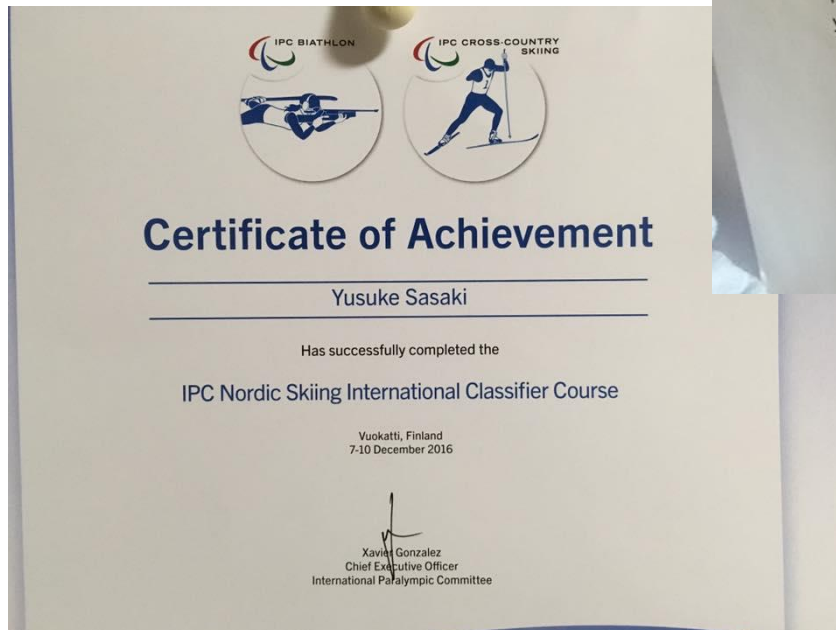 IPC BIATHLON
IPC CROSS-COUNTRY
SKIING
1
Certificate of Achievement
Yusuke Sasaki
Has successfully completed the
IPC Nordic Skiing International Classifier Course
Vuokatti, Finland
7-10 December 2016
Xavier Gonzalez
Chief Executive Officer
International Paralympic Committee